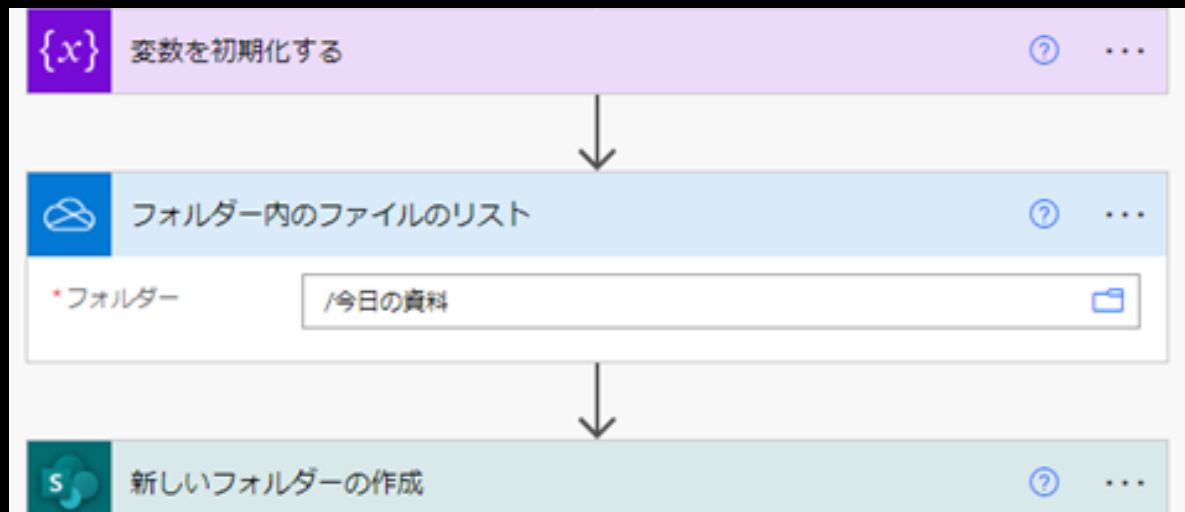 {x} 変数を初期化する
フォルダー内のファイルのリスト
*フォルダー /今日の資料
S 新しいフォルダーの作成